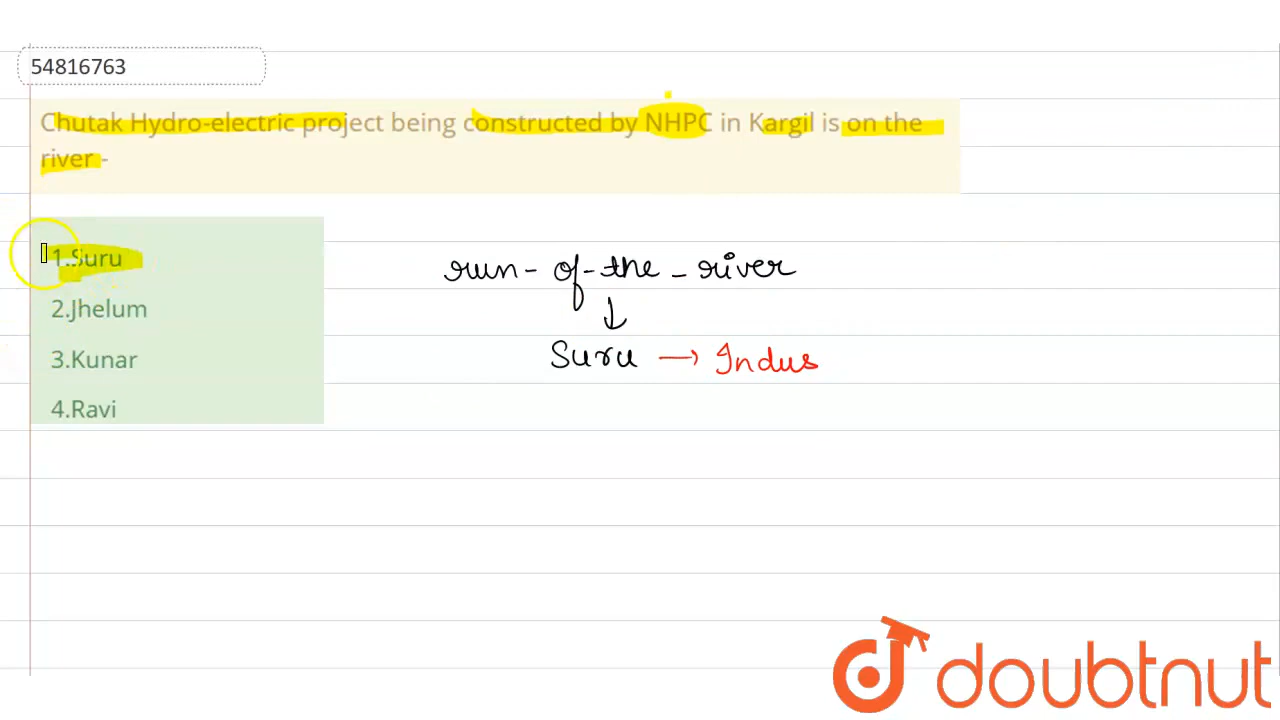 54816763
Chutak Hydro-electric project being constructed by NHPC in Kargil is on the
river -
1.Suru
2.Jhelum
3.Kunar
4.Ravi
run-of-the-river
↓
Suru → Indus
doubtnut